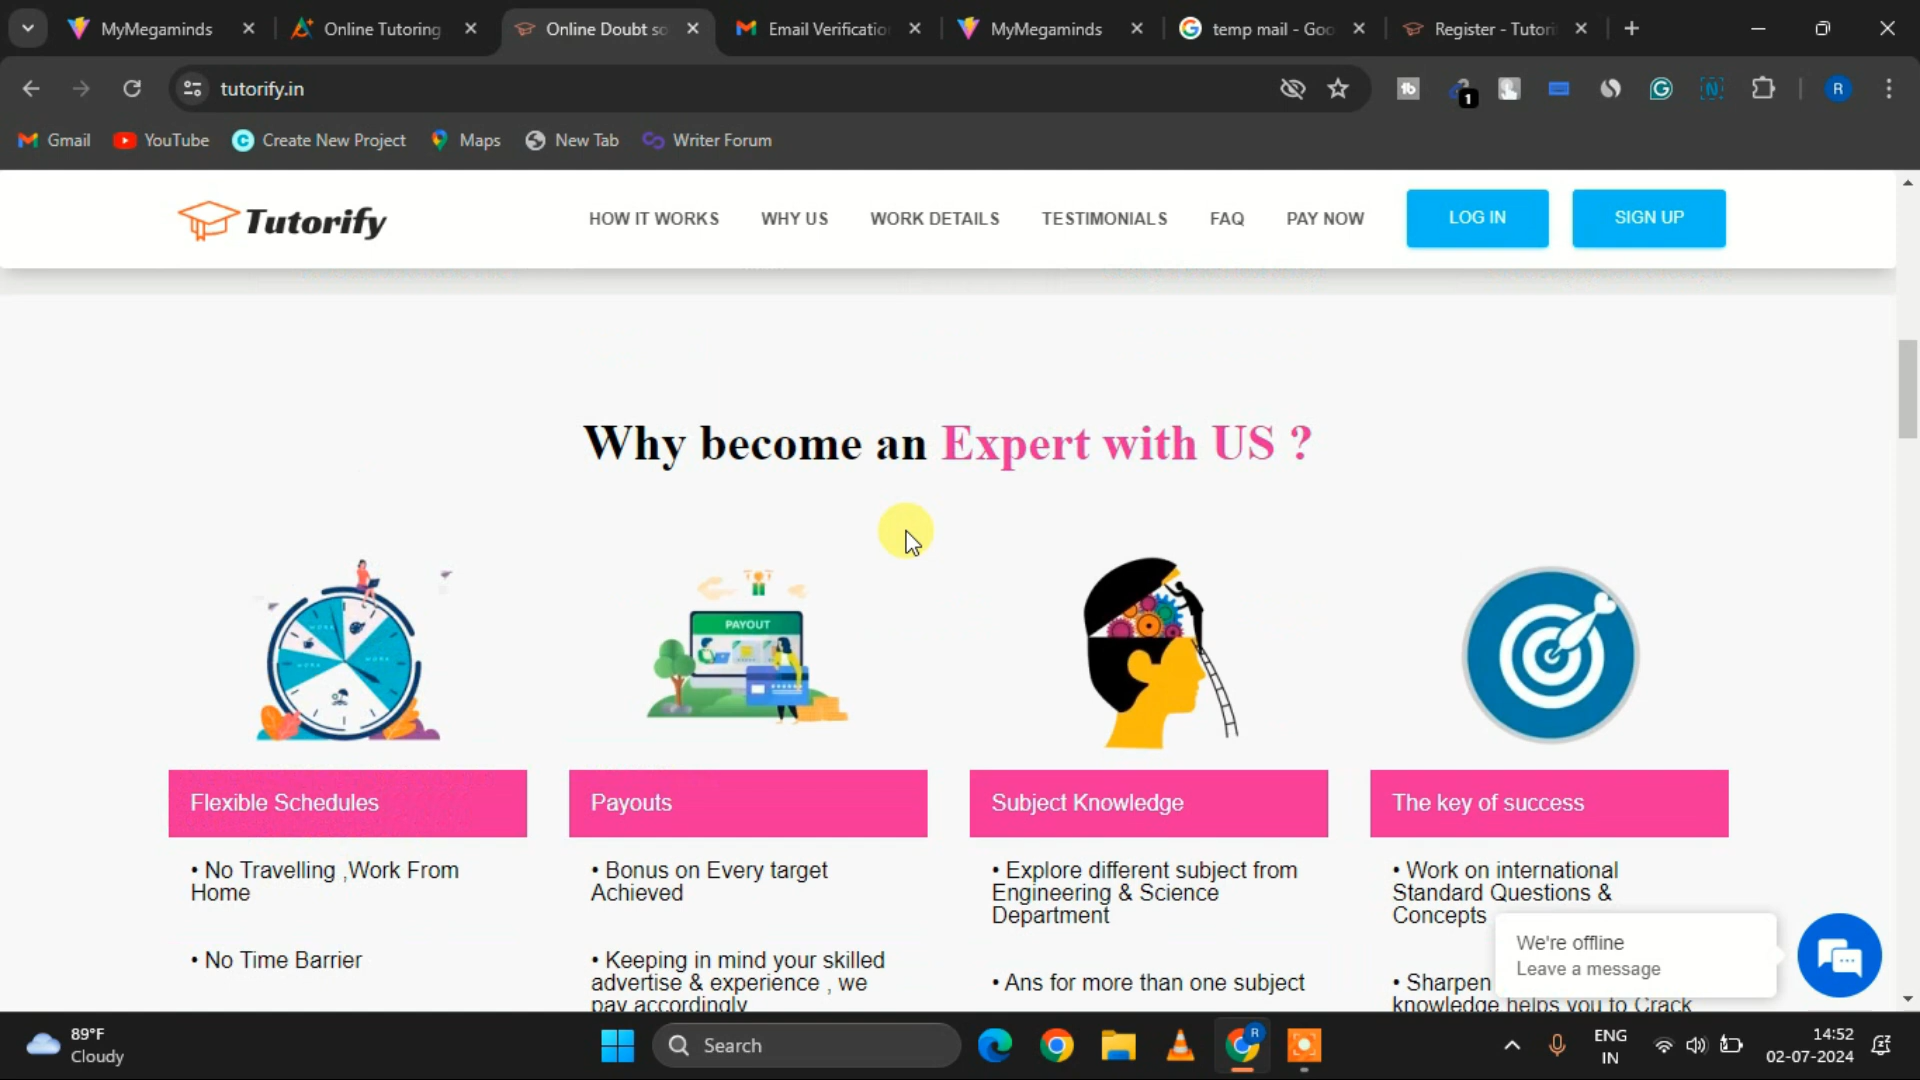 MyMegaminds
Online Tutoring
Online Doubt so
Email Verificatio
MyMegaminds
temp mail - Goo
Register - Tutori
tutorify.in
1
R
Gmail
YouTube
Create New Project
Maps
New Tab
Writer Forum
Tutorify
HOW IT WORKS
WHY US
WORK DETAILS
TESTIMONIALS
FAQ
PAY NOW
LOG IN
SIGN UP
Why become an Expert with US ?
PAYOUT
Flexible Schedules
• No Travelling ,Work From
Home
• No Time Barrier
Payouts
• Bonus on Every target
Achieved
• Keeping in mind your skilled
advertise & experience , we
pay accordingly
Subject Knowledge
• Explore different subject from
Engineering & Science
Department
• Ans for more than one subject
The key of success
• Work on international
Standard Questions &
Concepts
• Sharpen
knowledge helps you to Crack
We're offline
Leave a message
89°F
Cloudy
Search
R
ENG
IN
14:52
02-07-2024